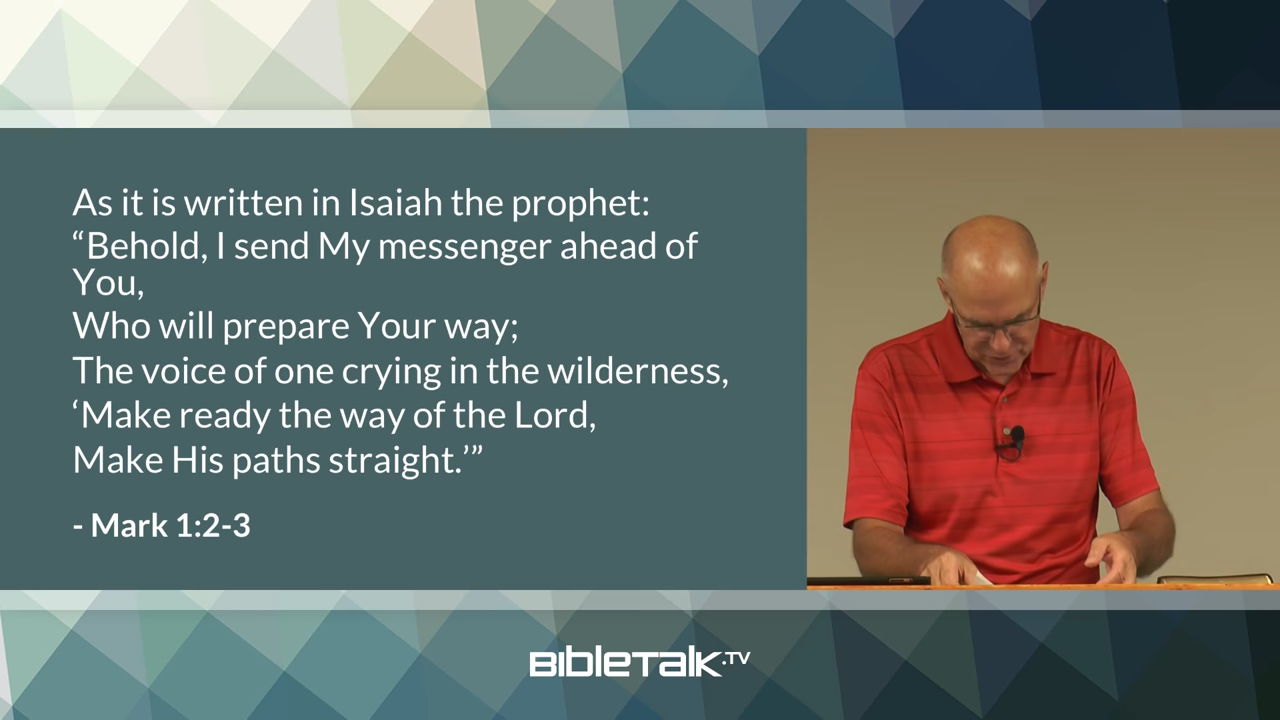 As it is written in Isaiah the prophet:
“Behold, I send My messenger ahead of
You,
Who will prepare Your way;
The voice of one crying in the wilderness,
‘Make ready the way of the Lord,
Make His paths straight.’”
- Mark 1:2-3
BIBLETALK.TV